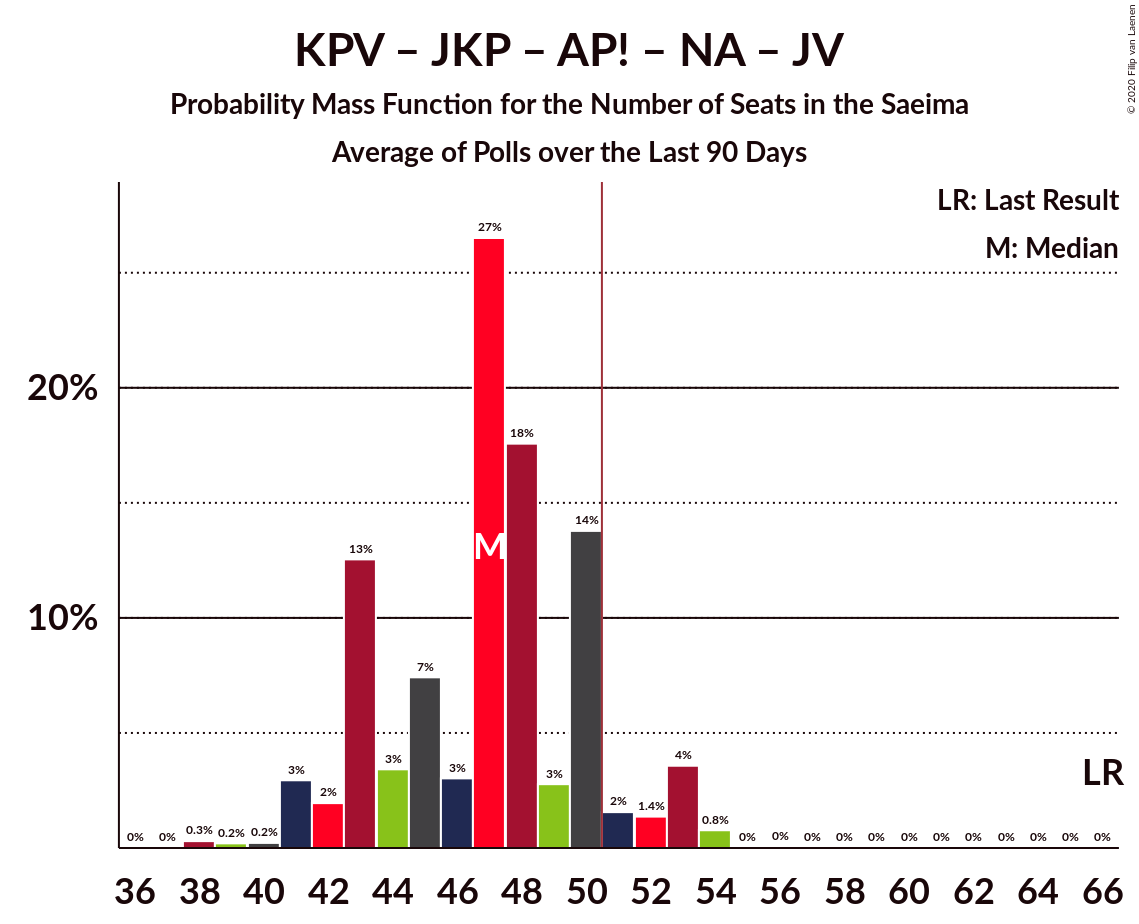 KPV – JKP – AP! – NA – JV
Probability Mass Function for the Number of Seats in the Saeima
Average of Polls over the Last 90 Days
© 2020 Filip van Laenen
LR: Last Result
M: Median
27%
20%
18%
14%
13%
M
10%
7%
4%
3%
3%
3%
3%
2%
2%
1.4%
0.8%
LR
0% 0% 0.3% 0.2% 0.2% 0% 0% 0% 0% 0% 0% 0% 0% 0% 0% 0% 0%
36 38 40 42 44 46 48 50 52 54 56 58 60 62 64 66